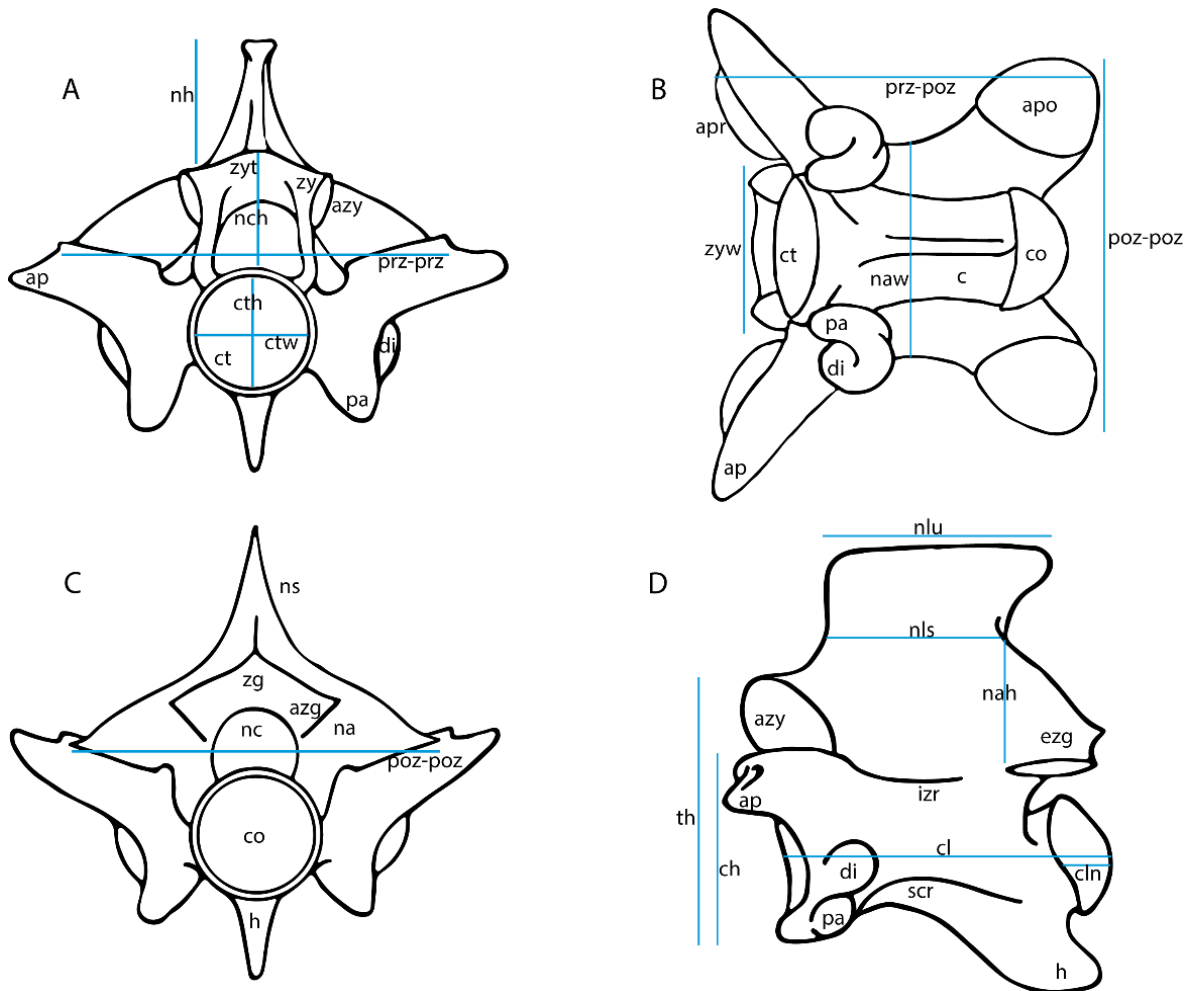 A
nh
zyt
zy
azy
nch
prz-prz
ap
cth
ctw
ct
di
pa
B
prz-poz
apo
apr
zyw
ct
naw
c
co
poz-poz
pa
di
ap
C
ns
zg
azg
nc
na
poz-poz
co
h
D
nlu
nls
nah
azy
ezg
ap
izr
th
ch
cl
di
cln
scr
pa
h